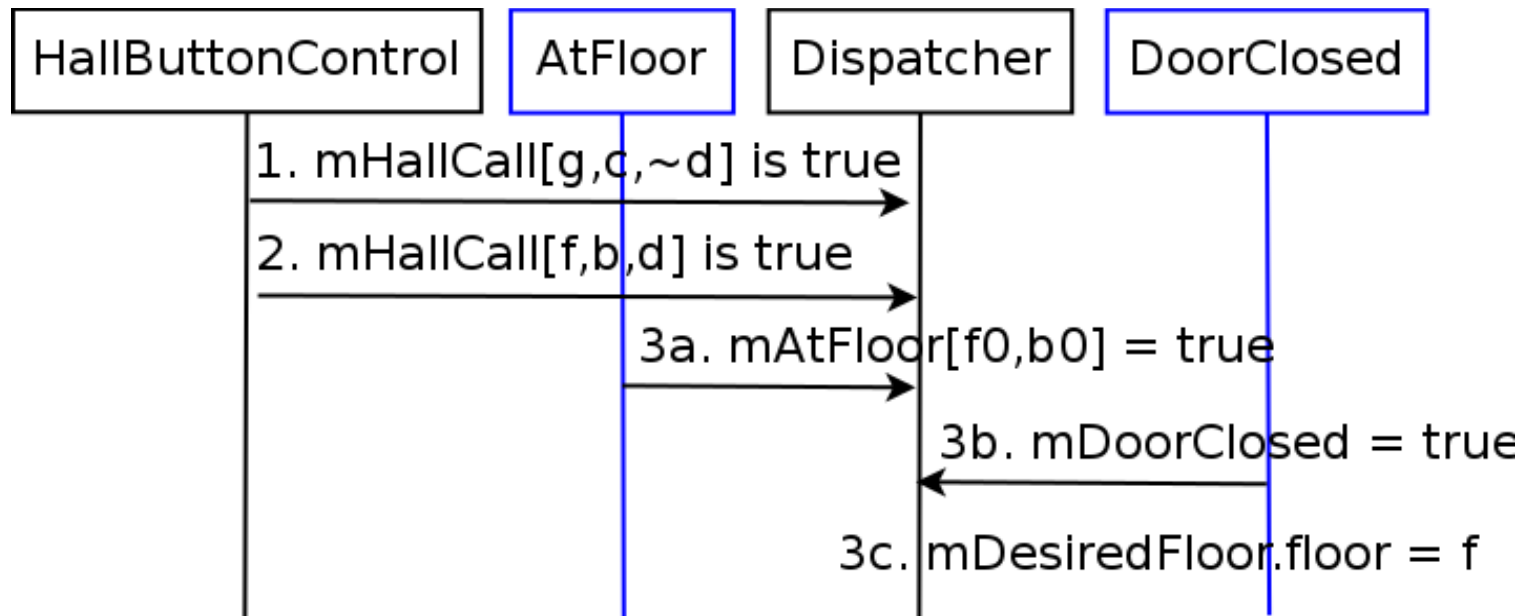 HallButtonControl AtFloor Dispatcher DoorClosed
1. mHallCall[g,c,~d] is true
2. mHallCall[f,b,d] is true
3a. mAtFloor[f0,b0] = true
3b. mDoorClosed = true
3c. mDesiredFloor.floor = f